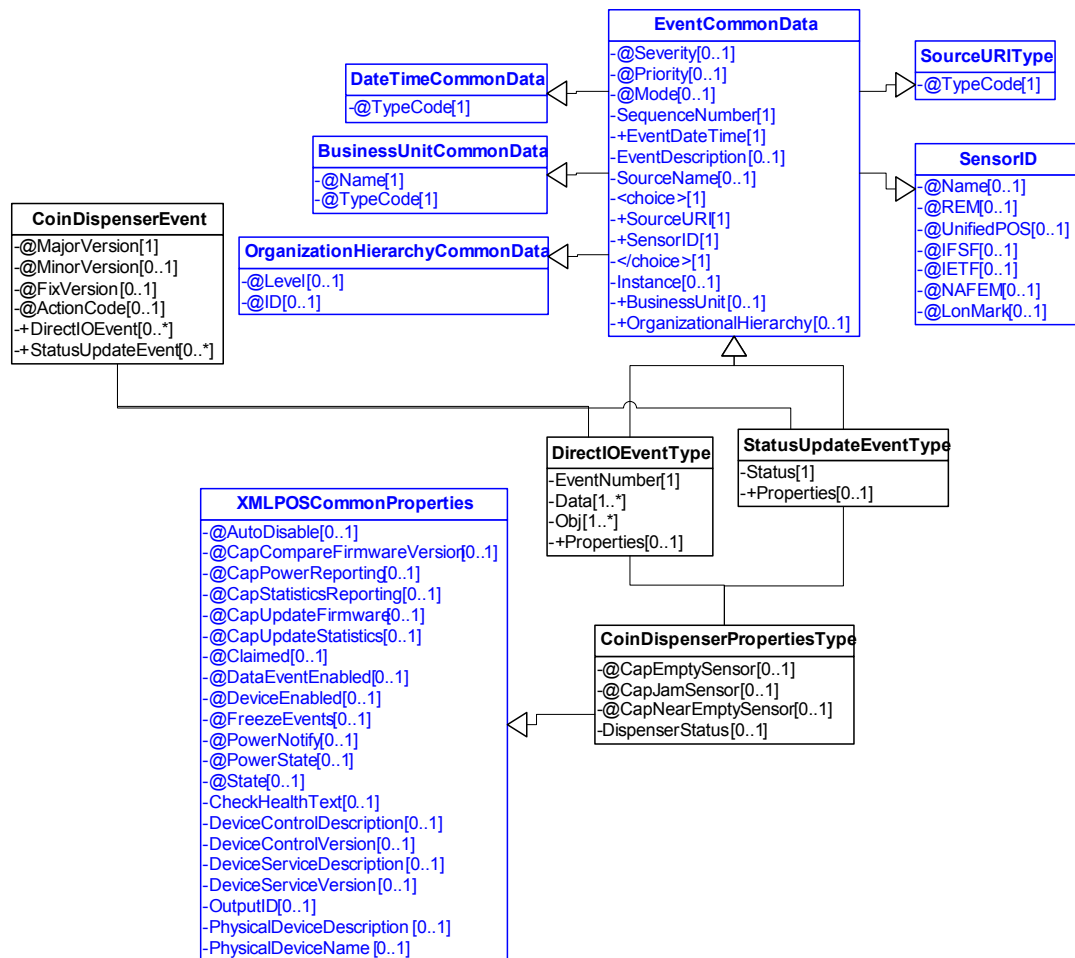 EventCommonData
-@Severity[0..1]
-@Priority[0..1]
-@Mode[0..1]
-SequenceNumber[1]
-+EventDateTime[1]
-EventDescription[0..1]
-SourceName[0..1]
-<choice>[1]
-+SourceURI[1]
-+SensorID[1]
-</choice>[1]
-Instance[0..1]
-+BusinessUnit[0..1]
-+OrganizationalHierarchy[0..1]
SourceURIType
-@TypeCode[1]
DateTimeCommonData
-@TypeCode[1]
BusinessUnitCommonData
-@Name[1]
-@TypeCode[1]
SensorID
-@Name[0..1]
-@REM[0..1]
-@UnifiedPOS[0..1]
-@IFSF[0..1]
-@IETF[0..1]
-@NAFEM[0..1]
-@LonMark[0..1]
CoinDispenserEvent
-@MajorVersion[1]
-@MinorVersion[0..1]
-@FixVersion[0..1]
-@ActionCode[0..1]
-+DirectIOEvent[0..*]
-+StatusUpdateEvent[0..*]
OrganizationHierarchyCommonData
-@Level[0..1]
-@ID[0..1]
DirectIOEventType
-EventNumber[1]
-Data[1..*]
-Obj[1..*]
-+Properties[0..1]
StatusUpdateEventType
-Status[1]
-+Properties[0..1]
XMLPOSCommonProperties
-@AutoDisable[0..1]
-@CapCompareFirmwareVersion[0..1]
-@CapPowerReporting[0..1]
-@CapStatisticsReporting[0..1]
-@CapUpdateFirmware[0..1]
-@CapUpdateStatistics[0..1]
-@Claimed[0..1]
-@DataEventEnabled[0..1]
-@DeviceEnabled[0..1]
-@FreezeEvents[0..1]
-@PowerNotify[0..1]
-@PowerState[0..1]
-@State[0..1]
-CheckHealthText[0..1]
-DeviceControlDescription[0..1]
-DeviceControlVersion[0..1]
-DeviceServiceDescription[0..1]
-DeviceServiceVersion[0..1]
-OutputID[0..1]
-PhysicalDeviceDescription [0..1]
-PhysicalDeviceName [0..1]
CoinDispenserPropertiesType
-@CapEmptySensor[0..1]
-@CapJamSensor[0..1]
-@CapNearEmptySensor[0..1]
-DispenserStatus[0..1]